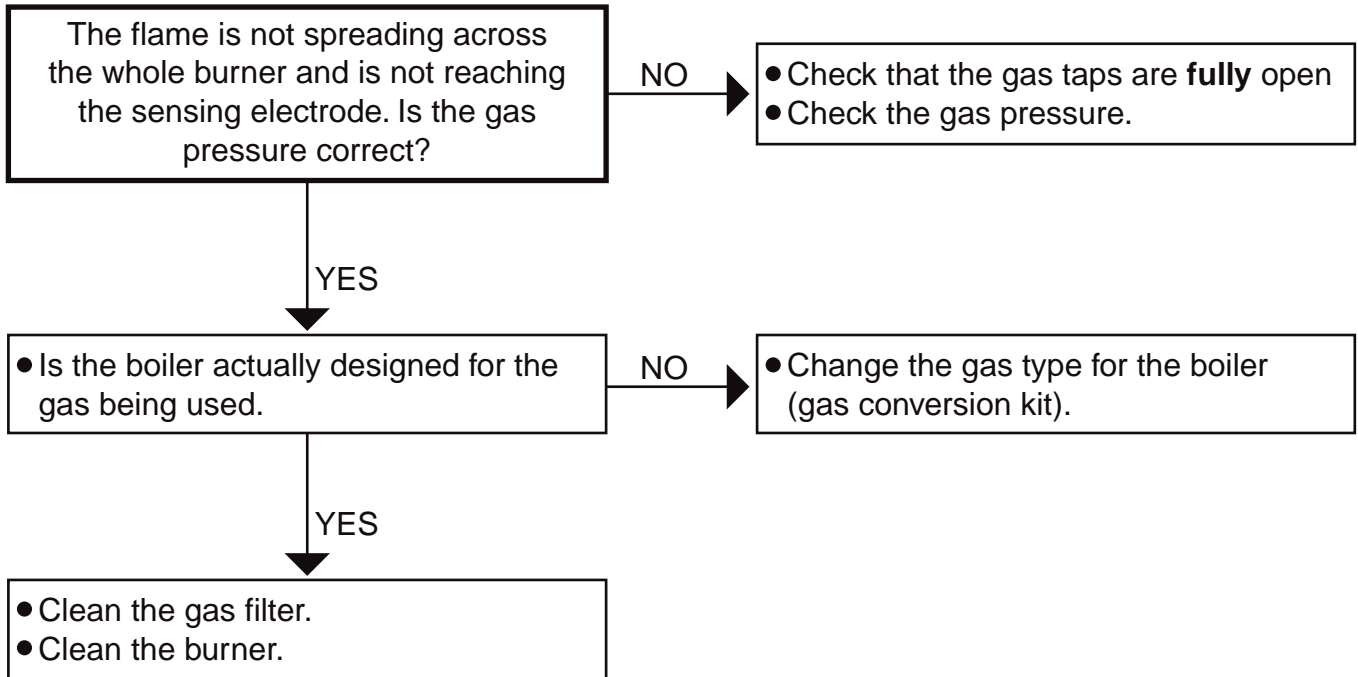 The flame is not spreading across
the whole burner and is not reaching
the sensing electrode. Is the gas
pressure correct?
NO
● Check that the gas taps are fully open
● Check the gas pressure.
YES
● Is the boiler actually designed for the
gas being used.
NO
● Change the gas type for the boiler
(gas conversion kit).
YES
● Clean the gas filter.
● Clean the burner.